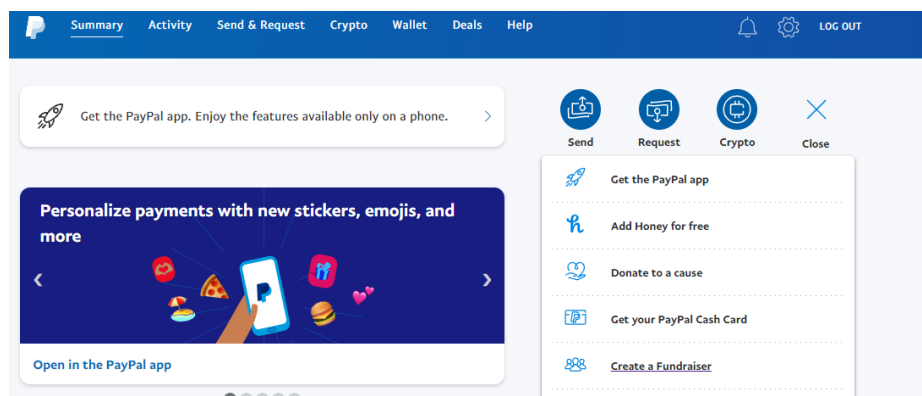 Summary Activity Send & Request Crypto Wallet Deals Help LOG OUT
Get the PayPal app. Enjoy the features available only on a phone.
Personalize payments with new stickers, emojis, and
more
Open in the PayPal app
Send Request Crypto Close
Get the PayPal app
Add Honey for free
Donate to a cause
Get your PayPal Cash Card
Create a Fundraiser